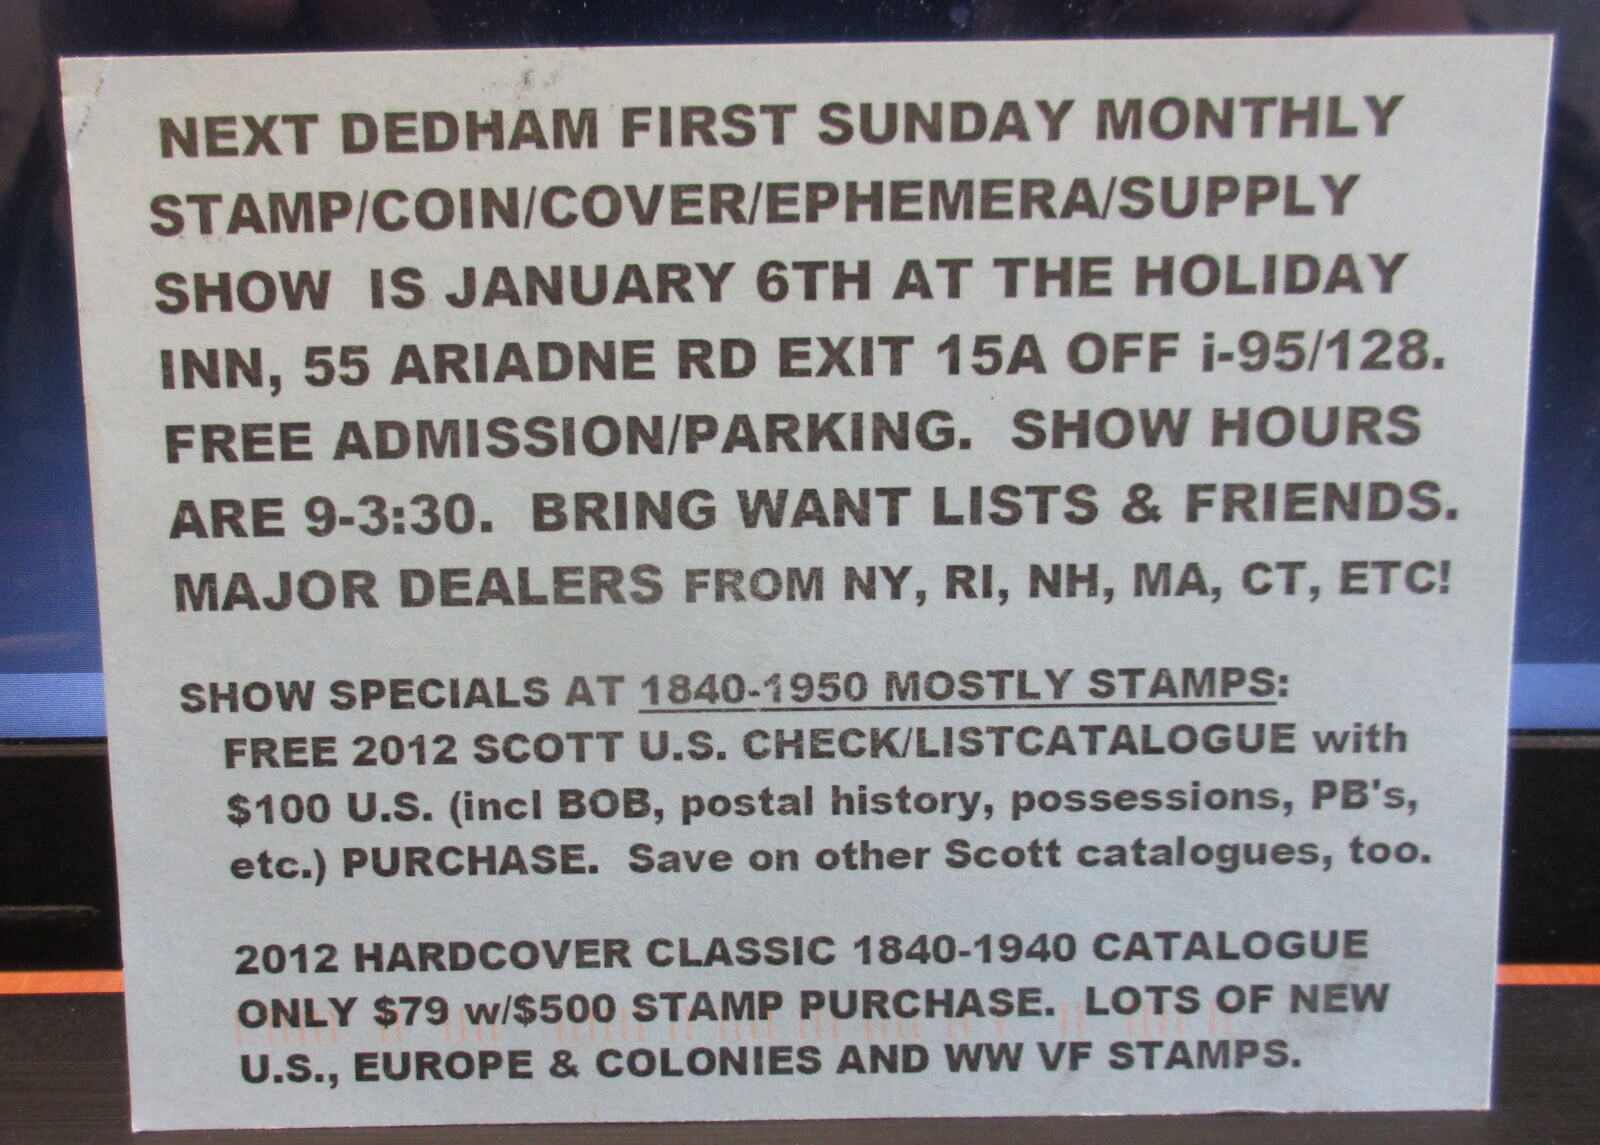 NEXT DEDHAM FIRST SUNDAY MONTHLY
STAMP/COIN/COVER/EPHEMERA/SUPPLY
SHOW IS JANUARY 6TH AT THE HOLIDAY
INN, 55 ARIADNE RD EXIT 15A OFF i-95/128.
FREE ADMISSION/PARKING. SHOW HOURS
ARE 9-3:30. BRING WANT LISTS & FRIENDS.
MAJOR DEALERS FROM NY, RI, NH, MA, CT, ETC!
SHOW SPECIALS AT 1840-1950 MOSTLY STAMPS:
FREE 2012 SCOTT U.S. CHECK/LISTCATALOGUE with
$100 U.S. (incl BOB, postal history, possessions, PB's,
etc.) PURCHASE. Save on other Scott catalogues, too.
2012 HARDCOVER CLASSIC 1840-1940 CATALOGUE
ONLY $79 w/$500 STAMP PURCHASE. LOTS OF NEW
U.S., EUROPE & COLONIES AND WW VF STAMPS.